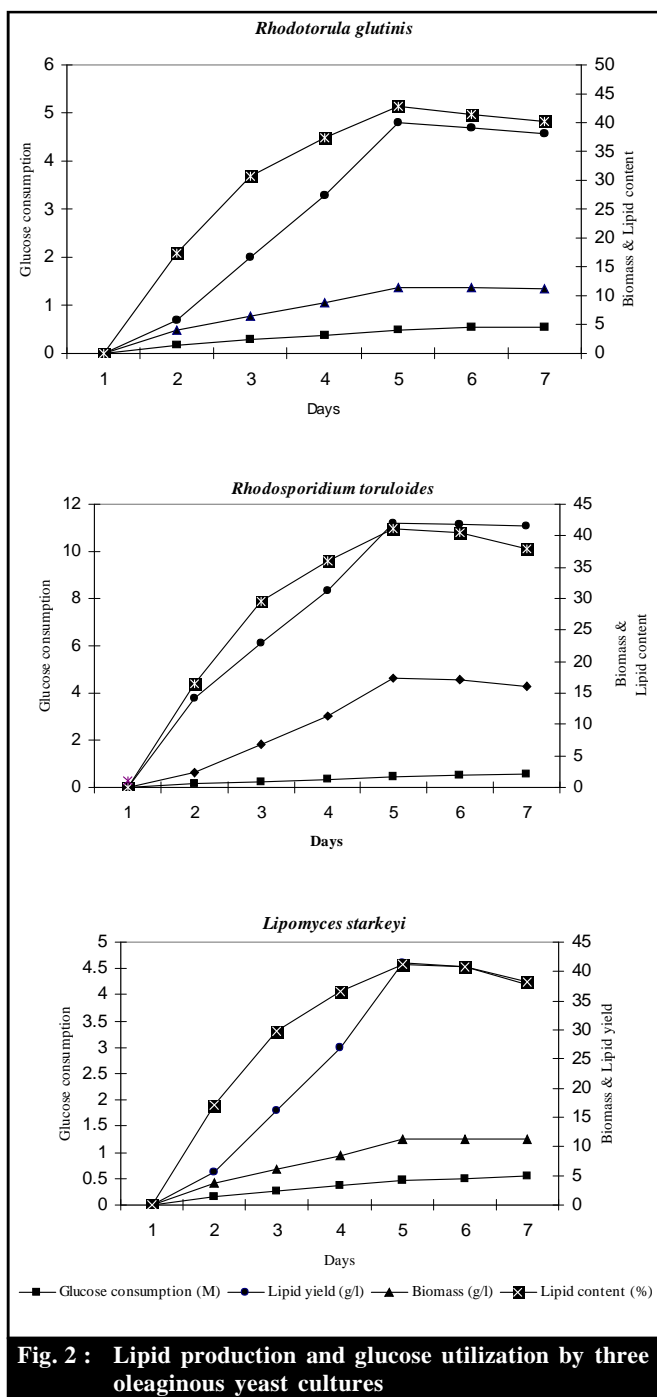 Rhodotorula glutinis
6
5
4
3
2
1
0
Glucose consumption
50
45
40
35
30
25
20
15
10
5
0
Biomass & Lipid content
1 2 3 4 5 6 7
Days
Rhodosporidium toruloides
12
10
8
6
4
2
0
Glucose consumption
45
40
35
30
25
20
15
10
5
0
Biomass &
Lipid content
1 2 3 4 5 6 7
Days
Lipomyces starkeyi
5
4.5
4
3.5
3
2.5
2
1.5
1
0.5
0
Glucose consumption
45
40
35
30
25
20
15
10
5
0
Biomass & Lipid yield
1 2 3 4 5 6 7
Days
Glucose consumption (M) Lipid yield (g/l) Biomass (g/l) Lipid content (%)
Fig. 2 : Lipid production and glucose utilization by three
oleaginous yeast cultures